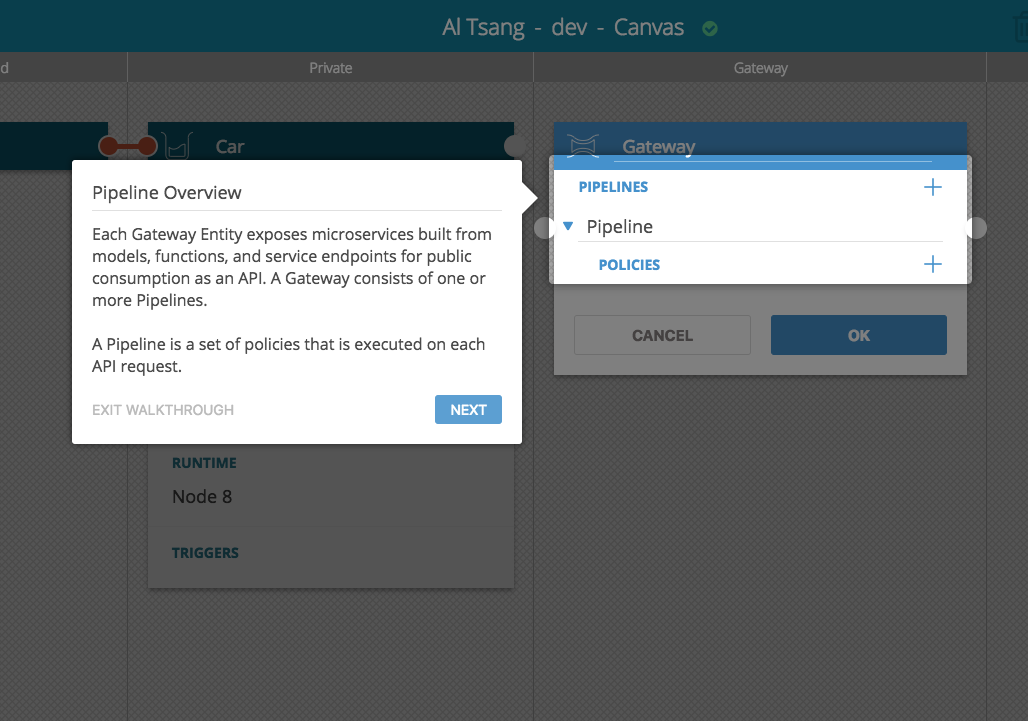 Al Tsang - dev - Canvas
d
Private
Gateway
Car
Gateway
Pipeline Overview
Each Gateway Entity exposes microservices built from
models, functions, and service endpoints for public
consumption as an API. A Gateway consists of one or
more Pipelines.
A Pipeline is a set of policies that is executed on each
API request.
EXIT WALKTHROUGH
NEXT
PIPELINES
Pipeline
POLICIES
CANCEL
OK
RUNTIME
Node 8
TRIGGERS